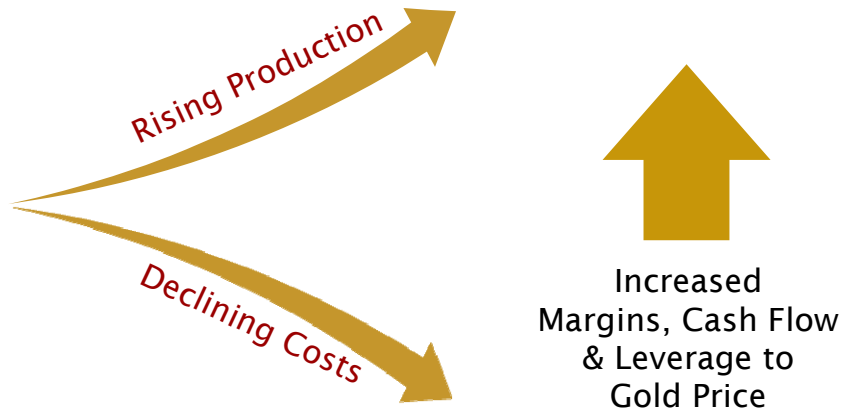 Rising Production
Declining Costs
Increased
Margins, Cash Flow
& Leverage to
Gold Price